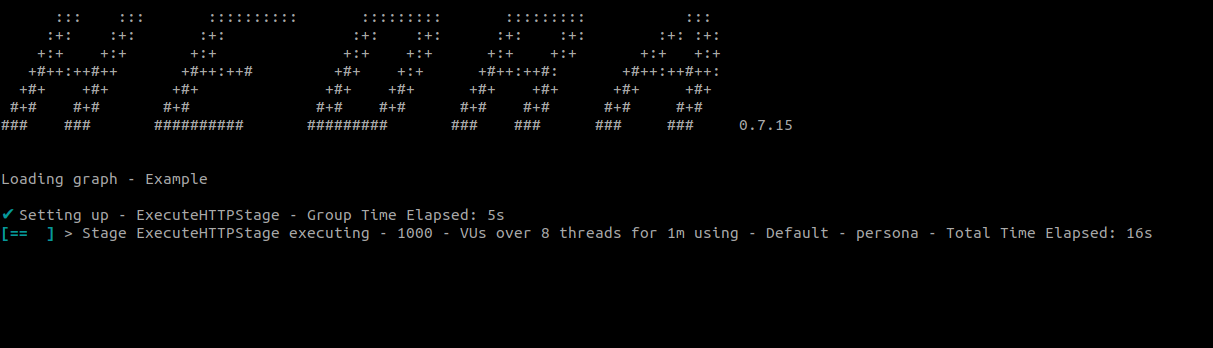 HEDRA 0.7.15
Loading graph - Example
✔ Setting up - ExecuteHTTPStage - Group Time Elapsed: 5s
[==  ] > Stage ExecuteHTTPStage executing - 1000 - VUs over 8 threads for 1m using - Default - persona - Total Time Elapsed: 16s